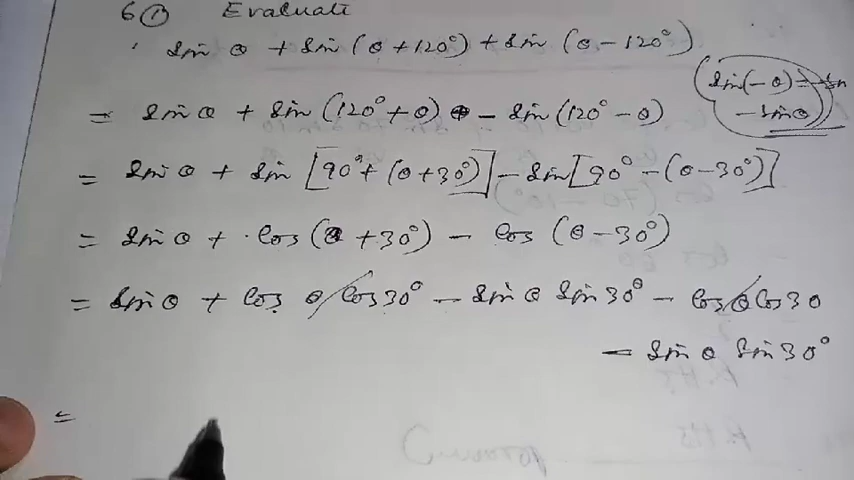 6 ① Evaluate
sin θ + sin (θ + 120°) + sin (θ - 120°)
(sin(-θ) =
- sinθ)
= sin θ + sin (120° + θ) - sin (120° - θ)
= sin θ + sin [90° + (θ + 30°)] - sin [90° - (θ - 30°)]
= sin θ + cos (θ + 30°) - cos (θ - 30°)
= sin θ + cos θ cos 30° - sin θ sin 30° - cos θ cos 30
- sin θ sin 30°
=